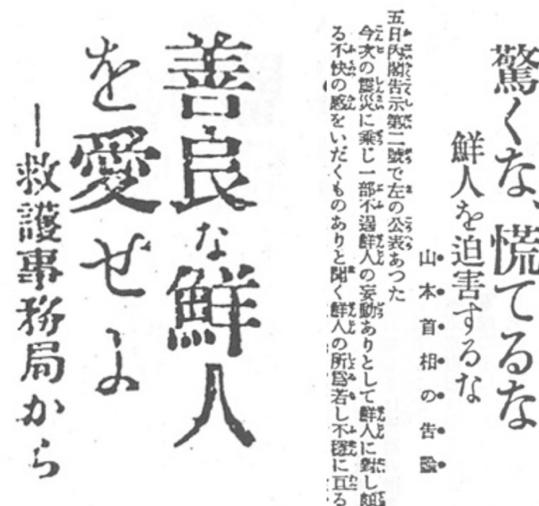 驚くな、慌てるな
鮮人を迫害するな
山本首相の告諭
五日内閣告示第二號で左の公表あつた
今次の震災に乘じ一部不逞鮮人の妄動ありとして鮮人に對し頗
る不快の感をいだくものありと聞く鮮人の所爲若し不穩に亘る
善良な鮮人
を愛せよ
―救護事務局から